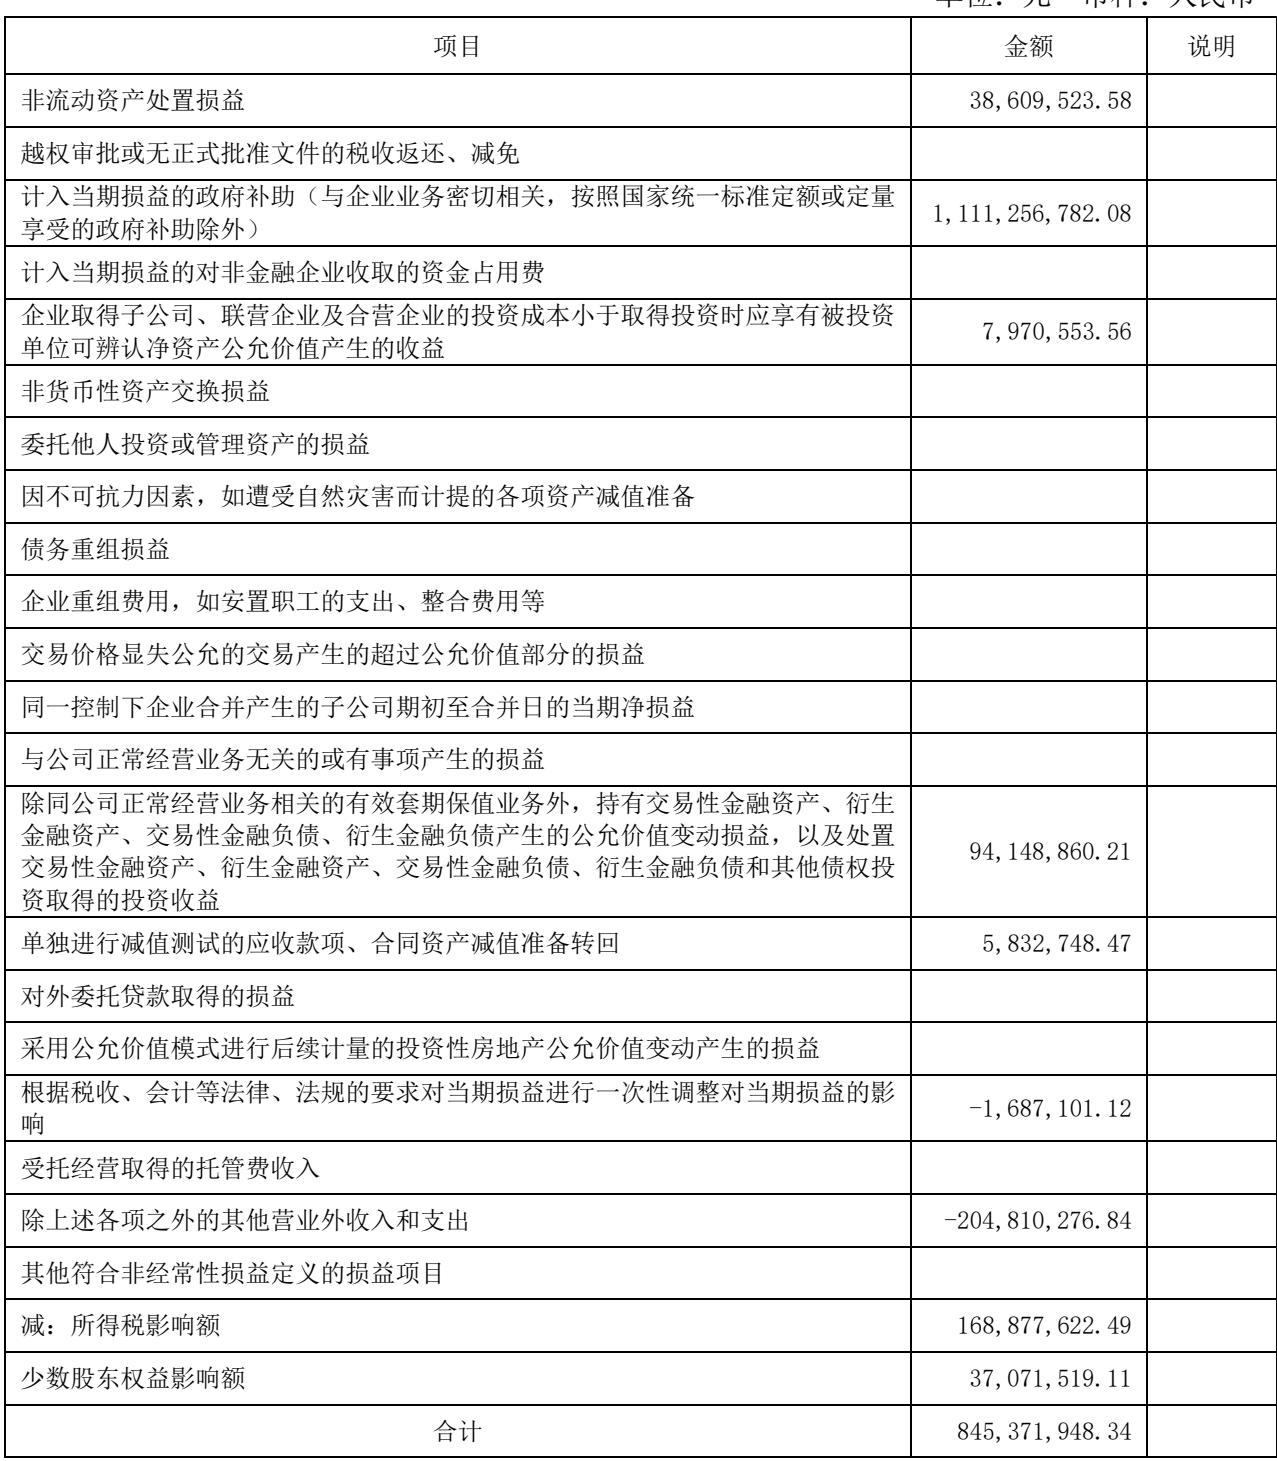 单位：元 币种：人民币
项目 金额 说明
非流动资产处置损益 38,609,523.58
越权审批或无正式批准文件的税收返还、减免
计入当期损益的政府补助（与企业业务密切相关，按照国家统一标准定额或定量
享受的政府补助除外） 1,111,256,782.08
计入当期损益的对非金融企业收取的资金占用费
企业取得子公司、联营企业及合营企业的投资成本小于取得投资时应享有被投资
单位可辨认净资产公允价值产生的收益 7,970,553.56
非货币性资产交换损益
委托他人投资或管理资产的损益
因不可抗力因素，如遭受自然灾害而计提的各项资产减值准备
债务重组损益
企业重组费用，如安置职工的支出、整合费用等
交易价格显失公允的交易产生的超过公允价值部分的损益
同一控制下企业合并产生的子公司期初至合并日的当期净损益
与公司正常经营业务无关的或有事项产生的损益
除同公司正常经营业务相关的有效套期保值业务外，持有交易性金融资产、衍生
金融资产、交易性金融负债、衍生金融负债产生的公允价值变动损益，以及处置
交易性金融资产、衍生金融资产、交易性金融负债、衍生金融负债和其他债权投
资取得的投资收益 94,148,860.21
单独进行减值测试的应收款项、合同资产减值准备转回 5,832,748.47
对外委托贷款取得的损益
采用公允价值模式进行后续计量的投资性房地产公允价值变动产生的损益
根据税收、会计等法律、法规的要求对当期损益进行一次性调整对当期损益的影
响 -1,687,101.12
受托经营取得的托管费收入
除上述各项之外的其他营业外收入和支出 -204,810,276.84
其他符合非经常性损益定义的损益项目
减：所得税影响额 168,877,622.49
少数股东权益影响额 37,071,519.11
合计 845,371,948.34